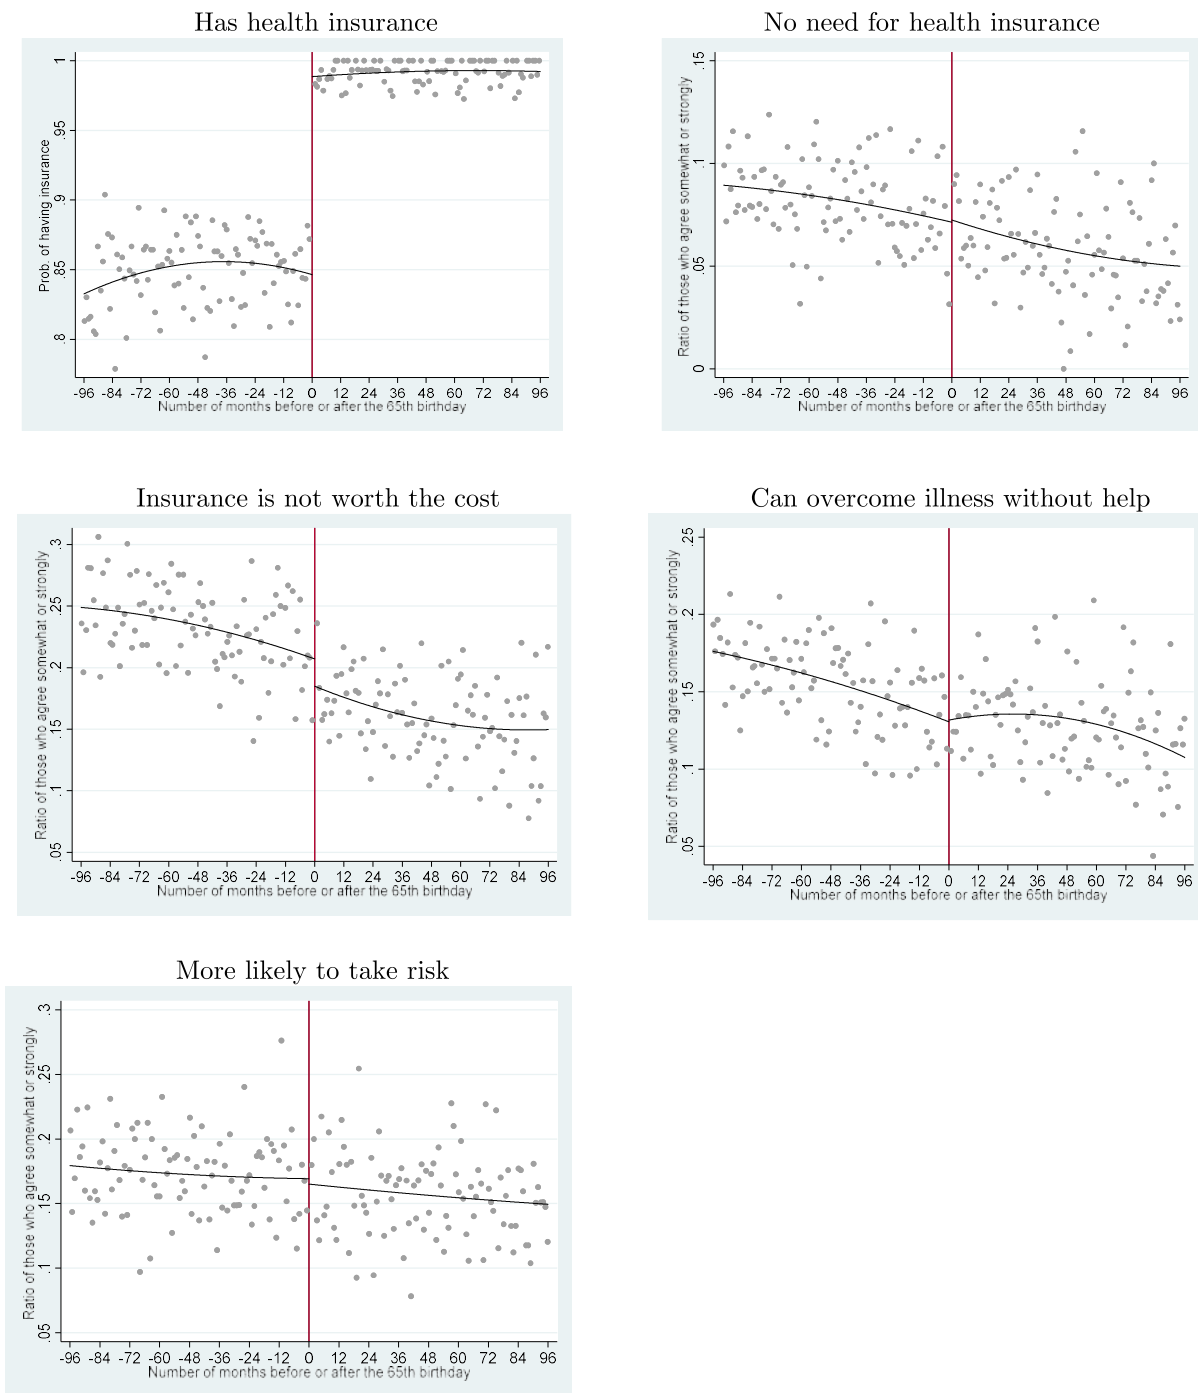 Has health insurance
Prob. of having insurance
1
.95
.9
.85
.8
-96 -84 -72 -60 -48 -36 -24 -12 0 12 24 36 48 60 72 84 96
Number of months before or after the 65th birthday
No need for health insurance
Ratio of those who agree somewhat or strongly
.15
.1
.05
0
-96 -84 -72 -60 -48 -36 -24 -12 0 12 24 36 48 60 72 84 96
Number of months before or after the 65th birthday
Insurance is not worth the cost
Ratio of those who agree somewhat or strongly
.3
.25
.2
.15
.1
.05
-96 -84 -72 -60 -48 -36 -24 -12 0 12 24 36 48 60 72 84 96
Number of months before or after the 65th birthday
Can overcome illness without help
Ratio of those who agree somewhat or strongly
.25
.2
.15
.1
.05
-96 -84 -72 -60 -48 -36 -24 -12 0 12 24 36 48 60 72 84 96
Number of months before or after the 65th birthday
More likely to take risk
Ratio of those who agree somewhat or strongly
.3
.25
.2
.15
.1
.05
-96 -84 -72 -60 -48 -36 -24 -12 0 12 24 36 48 60 72 84 96
Number of months before or after the 65th birthday